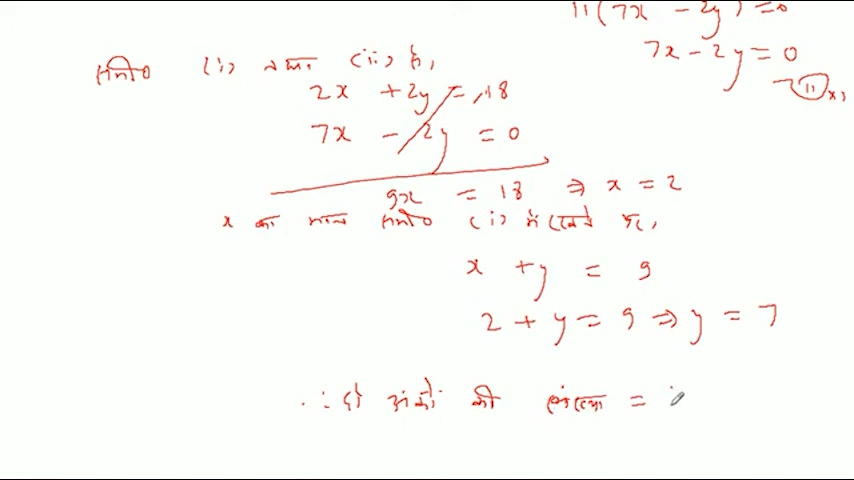 11(7x - 2y) = 0
7x - 2y = 0
समी० (i) तथा (ii) से,
2x + 2y = 18
7x - 2y = 0
9x = 18 ⇒ x = 2
x का मान समी० (i) में रखने पर,
x + y = 9
2 + y = 9 ⇒ y = 7
∴ दो अंकों की संख्या =